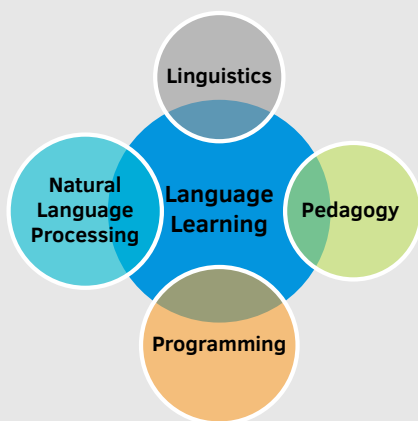 Linguistics
Natural
Language
Processing
Language
Learning
Pedagogy
Programming